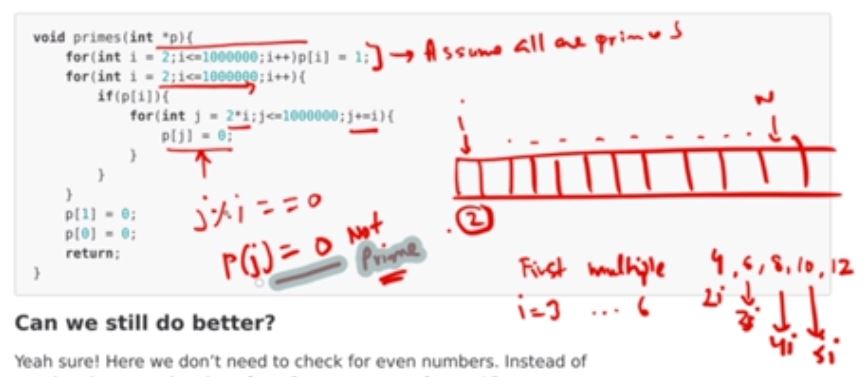 void primes(int *p){
for(int i = 2;i<=1000000;i++)p[i] = 1;
for(int i = 2;i<=1000000;i++){
if(p[i]){
for(int j = 2*i;j<=1000000;j+=i){
p[j] = 0;
}
}
}
p[1] = 0;
p[0] = 0;
return;
}
→ Assume all are primes
i
N
2
j%i==0
p(j) = 0 Not
Prime
First multiple
i=3 ... 6
4, 6, 8, 10, 12
2i
3i
4i
5i
Can we still do better?
Yeah sure! Here we don't need to check for even numbers. Instead of